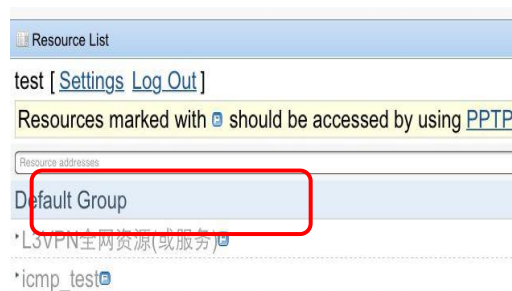 Resource List
test [ Settings Log Out ]
Resources marked with P should be accessed by using PPTP
Resource addresses
Default Group
L3VPN全网资源(或服务)P
icmp_testP